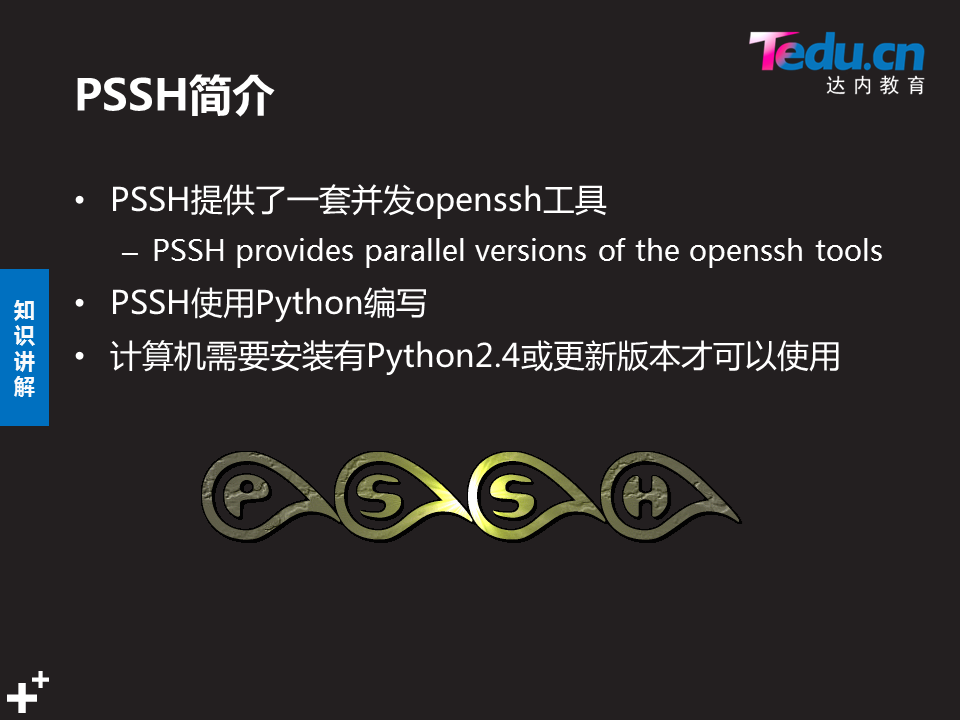 Tedu.cn
达内教育
PSSH简介
• PSSH提供了一套并发openssh工具
– PSSH provides parallel versions of the openssh tools
• PSSH使用Python编写
• 计算机需要安装有Python2.4或更新版本才可以使用
知识讲解
PSSH